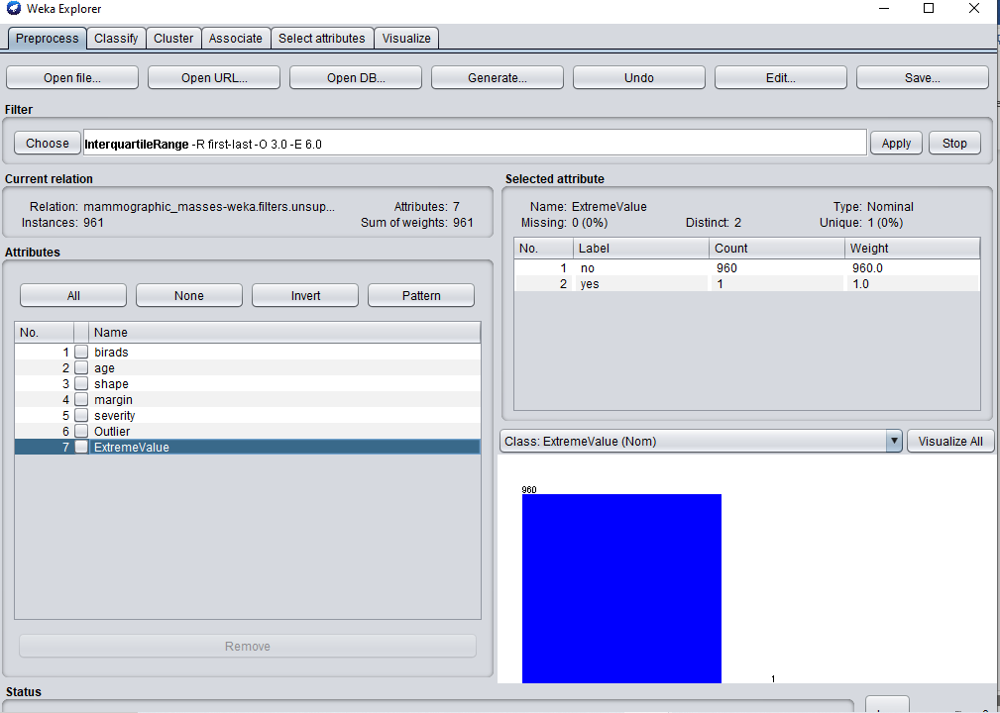 Weka Explorer
Preprocess Classify Cluster Associate Select attributes Visualize
Open file... Open URL... Open DB... Generate... Undo Edit... Save...
Filter
Choose InterquartileRange -R first-last -O 3.0 -E 6.0 Apply Stop
Current relation
Relation: mammographic_masses-weka.filters.unsup... Attributes: 7
Instances: 961 Sum of weights: 961
Attributes
All None Invert Pattern
No. Name
1 birads
2 age
3 shape
4 margin
5 severity
6 Outlier
7 ExtremeValue
Remove
Selected attribute
Name: ExtremeValue Type: Nominal
Missing: 0 (0%) Distinct: 2 Unique: 1 (0%)
No. Label Count Weight
1 no 960 960.0
2 yes 1 1.0
Class: ExtremeValue (Nom) Visualize All
960
1
Status